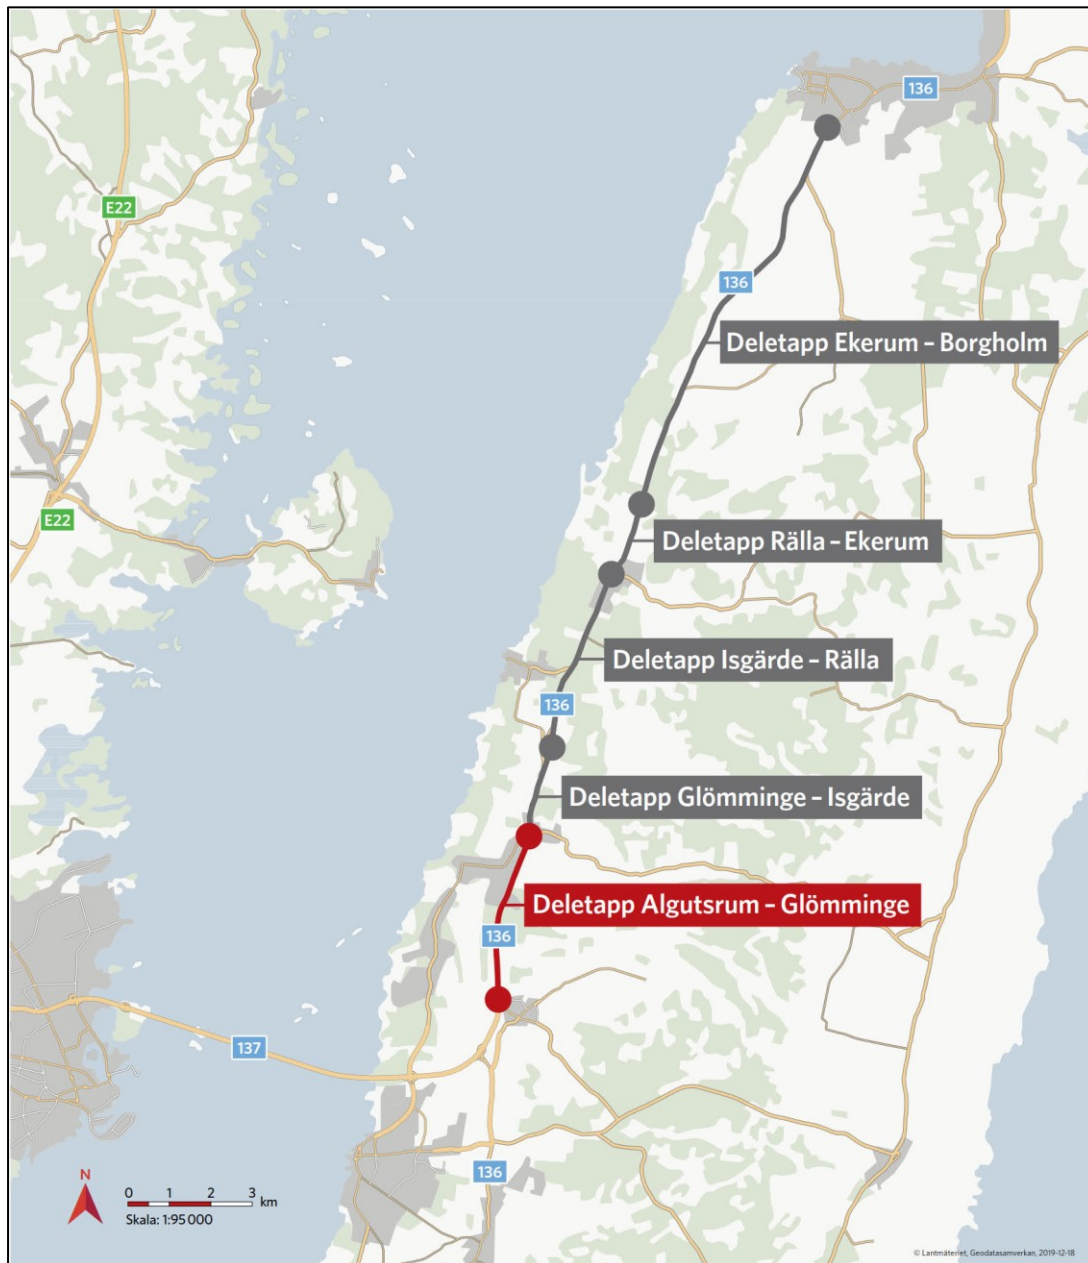 136
E22
136
Deletapp Ekerum – Borgholm
E22
Deletapp Rälla – Ekerum
Deletapp Isgärde – Rälla
136
Deletapp Glömminge – Isgärde
Deletapp Algutsrum – Glömminge
136
137
136
N
0 1 2 3 km
Skala: 1:95 000
© Lantmäteriet, Geodatasamverkan, 2019-12-18